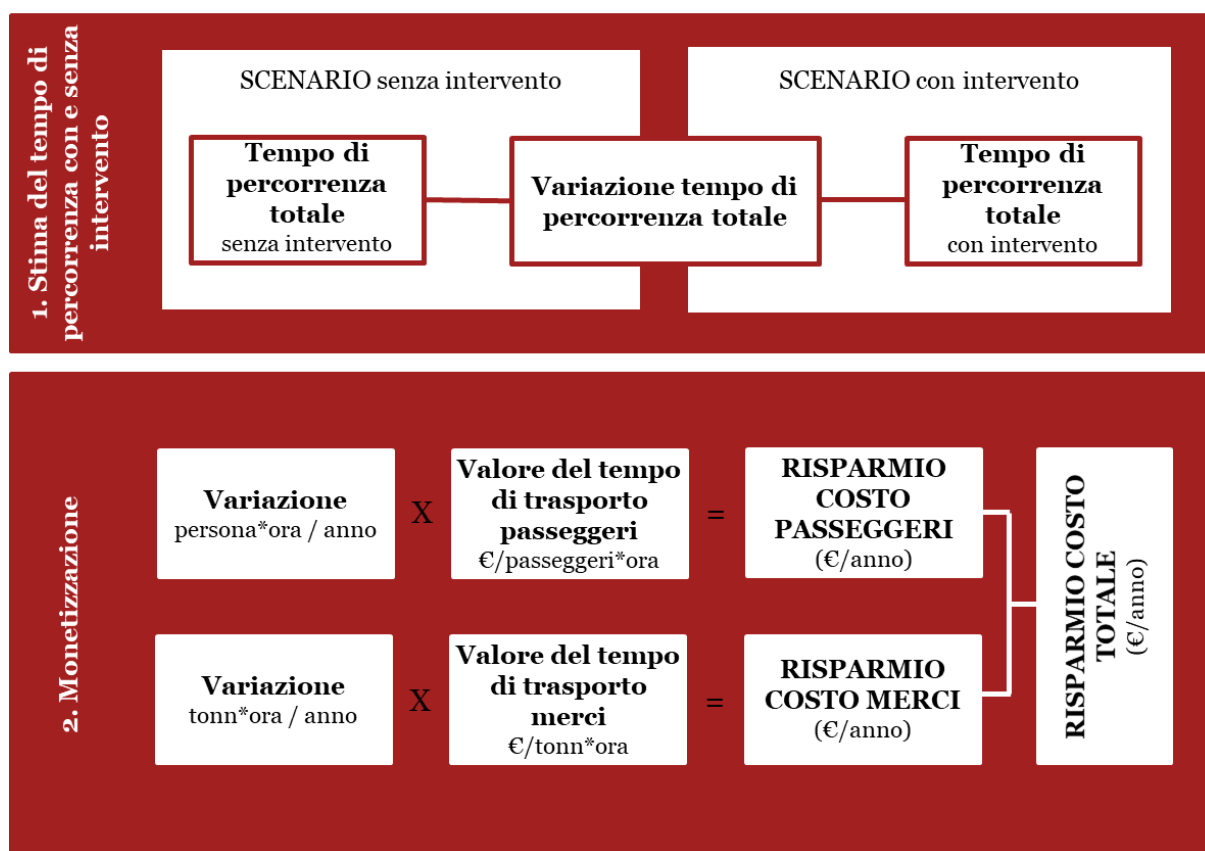 1. Stima del tempo di
percorrenza con e senza
intervento
SCENARIO senza intervento
SCENARIO con intervento
Tempo di
percorrenza
totale
senza intervento
Variazione tempo di
percorrenza totale
Tempo di
percorrenza
totale
con intervento
2. Monetizzazione
Variazione
persona*ora / anno
X
Valore del tempo
di trasporto
passeggeri
€/passeggeri*ora
=
RISPARMIO
COSTO
PASSEGGERI
(€/anno)
Variazione
tonn*ora / anno
X
Valore del tempo
di trasporto
merci
€/tonn*ora
=
RISPARMIO
COSTO MERCI
(€/anno)
RISPARMIO COSTO
TOTALE
(€/anno)